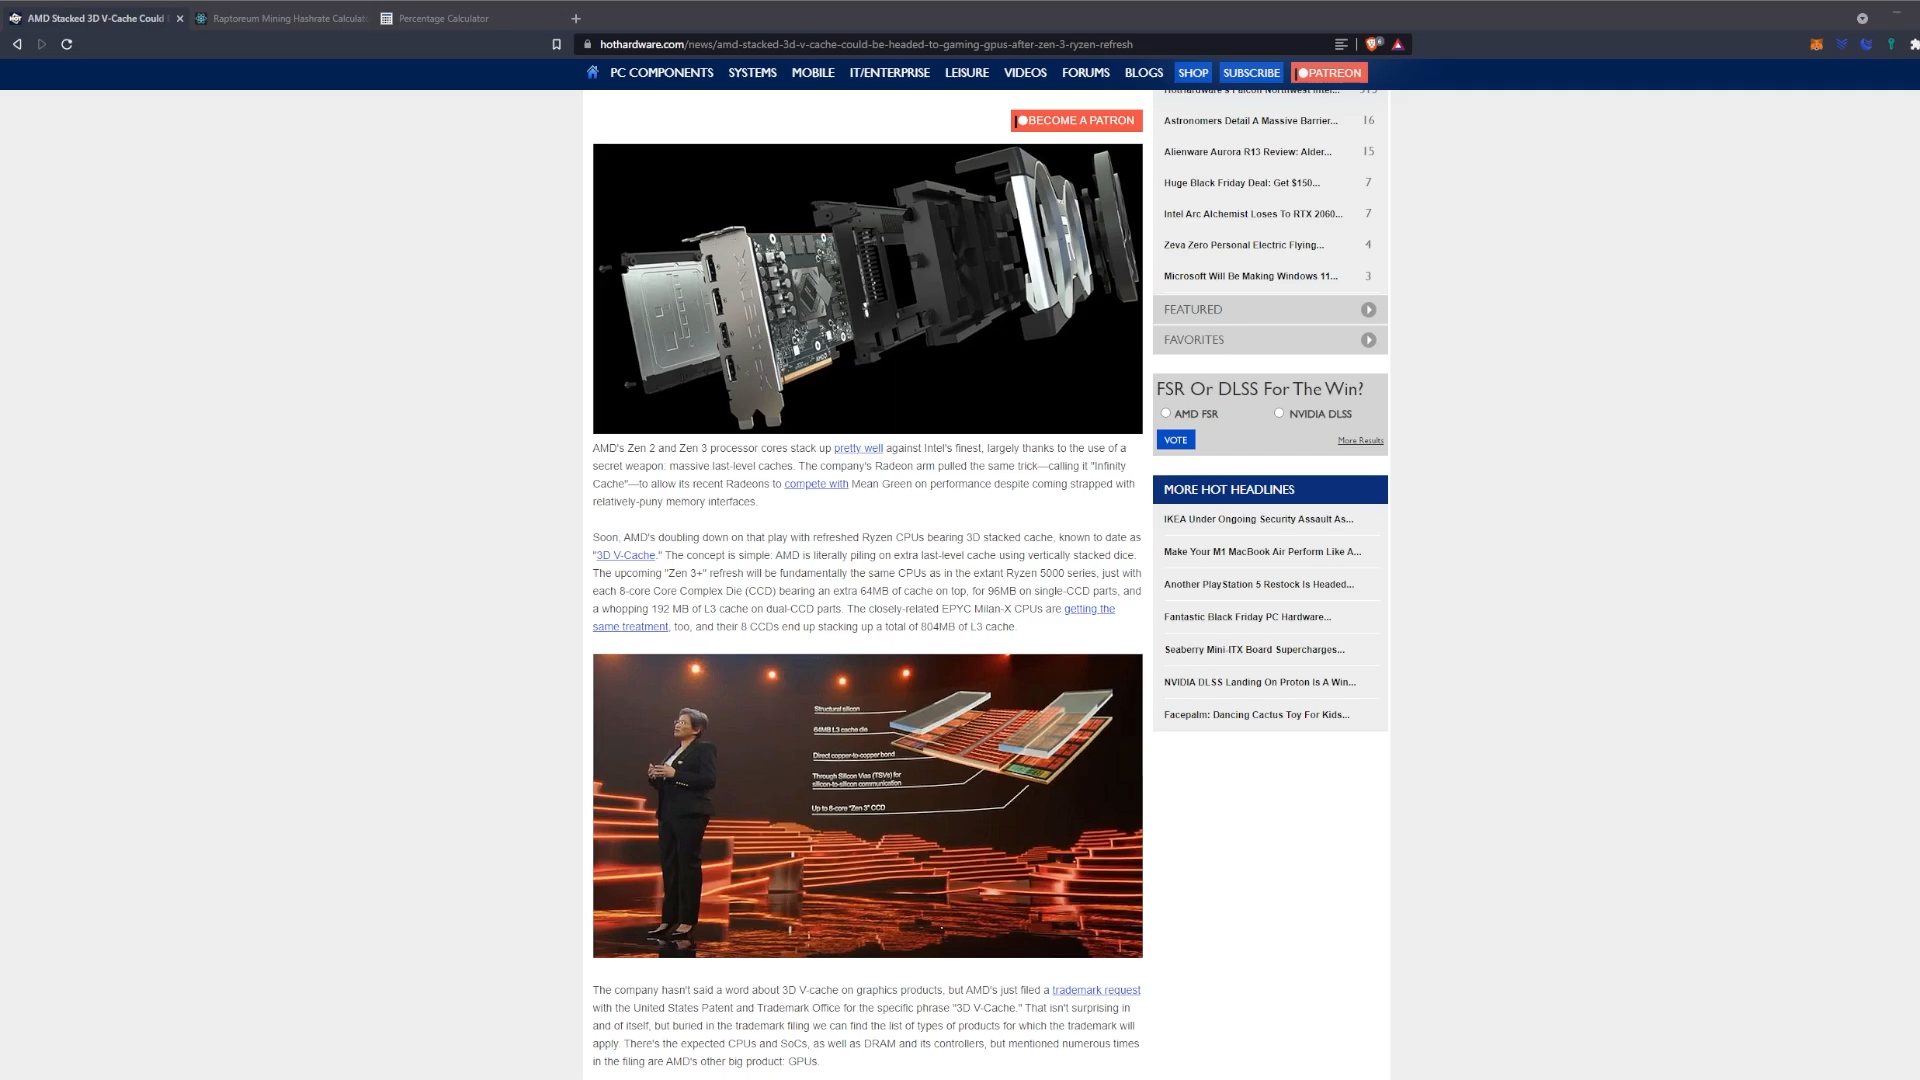 AMD Stacked 3D V-Cache Could
Raptoreum Mining Hashrate Calculat
Percentage Calculator
hothardware.com/news/amd-stacked-3d-v-cache-could-be-headed-to-gaming-gpus-after-zen-3-ryzen-refresh
PC COMPONENTS SYSTEMS MOBILE IT/ENTERPRISE LEISURE VIDEOS FORUMS BLOGS SHOP SUBSCRIBE PATREON
BECOME A PATRON
RADEON
AMD
AMD's Zen 2 and Zen 3 processor cores stack up pretty well against Intel's finest, largely thanks to the use of a
secret weapon: massive last-level caches. The company's Radeon arm pulled the same trick—calling it "Infinity
Cache"—to allow its recent Radeons to compete with Mean Green on performance despite coming strapped with
relatively-puny memory interfaces.
Soon, AMD's doubling down on that play with refreshed Ryzen CPUs bearing 3D stacked cache, known to date as
"3D V-Cache." The concept is simple: AMD is literally piling on extra last-level cache using vertically stacked dice.
The upcoming "Zen 3+" refresh will be fundamentally the same CPUs as in the extant Ryzen 5000 series, just with
each 8-core Core Complex Die (CCD) bearing an extra 64MB of cache on top, for 96MB on single-CCD parts, and
a whopping 192 MB of L3 cache on dual-CCD parts. The closely-related EPYC Milan-X CPUs are getting the
same treatment, too, and their 8 CCDs end up stacking up a total of 804MB of L3 cache.
Structural silicon
64MB L3 cache die
Direct copper-to-copper bond
Through Silicon Vias (TSVs) for
silicon-to-silicon communication
Up to 8-core "Zen 3" CCD
The company hasn't said a word about 3D V-cache on graphics products, but AMD's just filed a trademark request
with the United States Patent and Trademark Office for the specific phrase "3D V-Cache." That isn't surprising in
and of itself, but buried in the trademark filing we can find the list of types of products for which the trademark will
apply. There's the expected CPUs and SoCs, as well as DRAM and its controllers, but mentioned numerous times
in the filing are AMD's other big product: GPUs.
HotHardware's Falcon Northwest Intel...
Astronomers Detail A Massive Barrier... 16
Alienware Aurora R13 Review: Alder... 15
Huge Black Friday Deal: Get $150... 7
Intel Arc Alchemist Loses To RTX 2060... 7
Zeva Zero Personal Electric Flying... 4
Microsoft Will Be Making Windows 11... 3
FEATURED
FAVORITES
FSR Or DLSS For The Win?
AMD FSR NVIDIA DLSS
VOTE More Results
MORE HOT HEADLINES
IKEA Under Ongoing Security Assault As...
Make Your M1 MacBook Air Perform Like A...
Another PlayStation 5 Restock Is Headed...
Fantastic Black Friday PC Hardware...
Seaberry Mini-ITX Board Supercharges...
NVIDIA DLSS Landing On Proton Is A Win...
Facepalm: Dancing Cactus Toy For Kids...